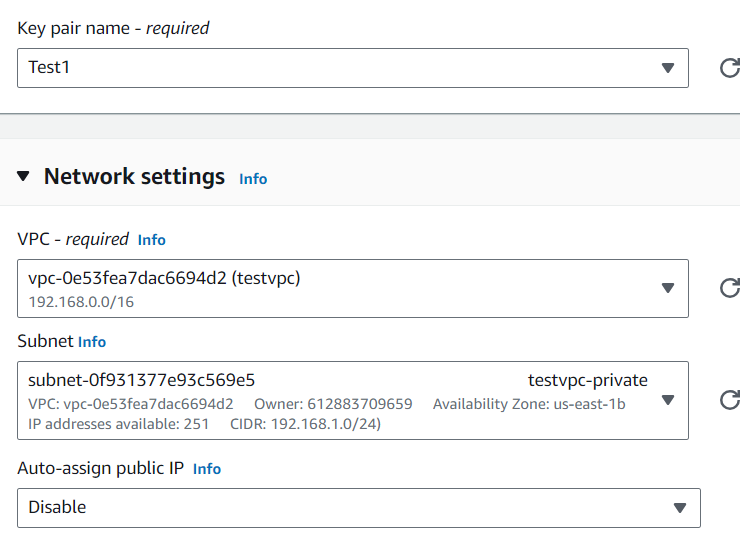 Key pair name - required
Test1
Network settings Info
VPC - required Info
vpc-0e53fea7dac6694d2 (testvpc)
192.168.0.0/16
Subnet Info
subnet-0f931377e93c569e5 testvpc-private
VPC: vpc-0e53fea7dac6694d2 Owner: 612883709659 Availability Zone: us-east-1b
IP addresses available: 251 CIDR: 192.168.1.0/24)
Auto-assign public IP Info
Disable